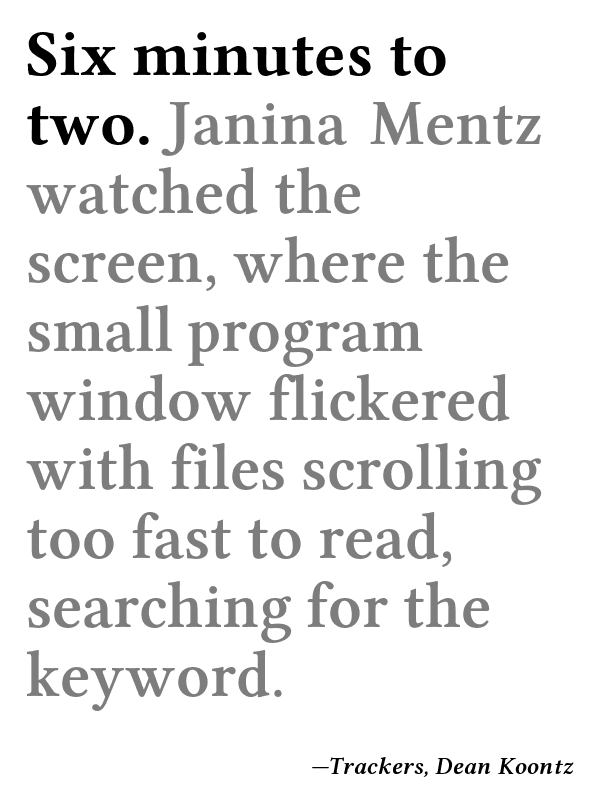 Six minutes to
two. Janina Mentz
watched the
screen, where the
small program
window flickered
with files scrolling
too fast to read,
searching for the
keyword.
—Trackers, Dean Koontz